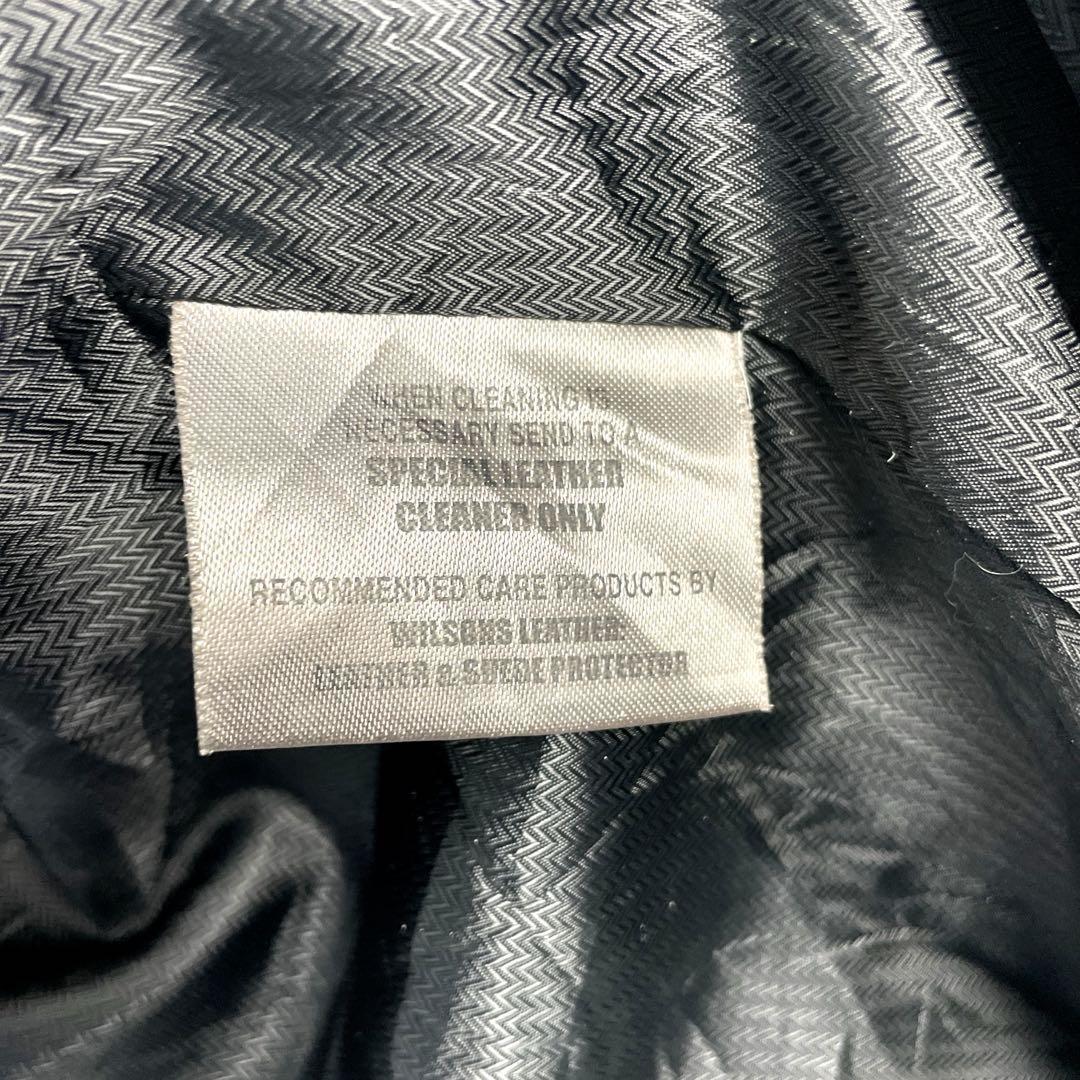 WHEN CLEANING IS
NECESSARY SEND TO A
SPECIAL LEATHER
CLEANER ONLY
RECOMMENDED CARE PRODUCTS BY
WILSONS LEATHER:
LEATHER & SUEDE PROTECTOR